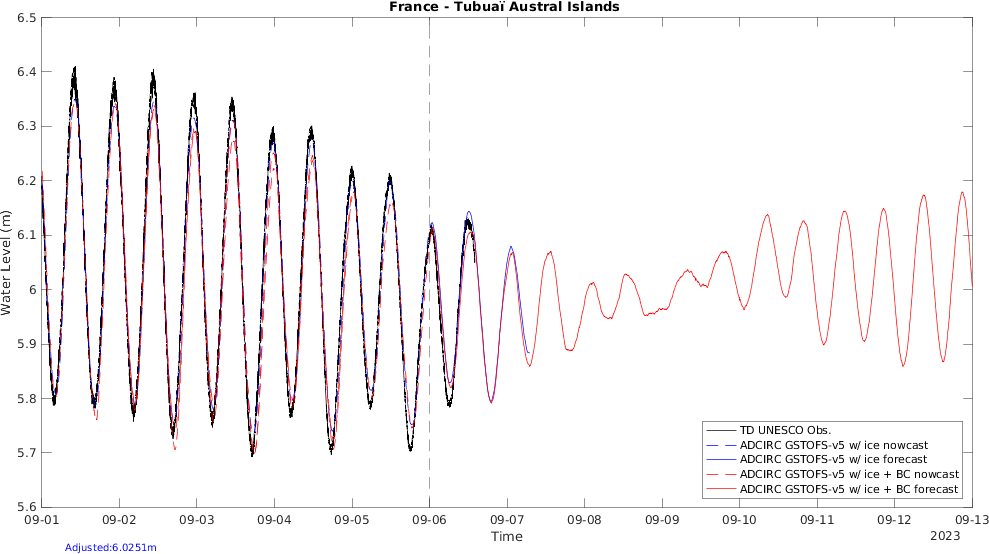 France - Tubuaï Austral Islands
6.5
6.4
6.3
6.2
6.1
6
5.9
5.8
5.7
5.6
Water Level (m)
09-01 09-02 09-03 09-04 09-05 09-06 09-07 09-08 09-09 09-10 09-11 09-12 09-13
Time
2023
TD UNESCO Obs.
ADCIRC GSTOFS-v5 w/ ice nowcast
ADCIRC GSTOFS-v5 w/ ice forecast
ADCIRC GSTOFS-v5 w/ ice + BC nowcast
ADCIRC GSTOFS-v5 w/ ice + BC forecast
Adjusted:6.0251m